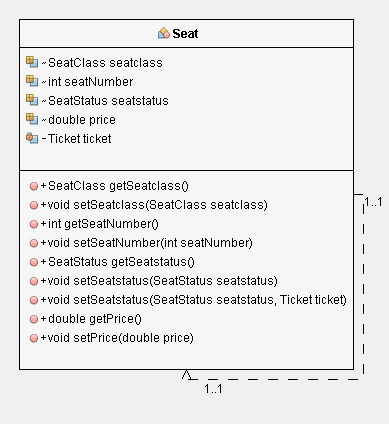 Seat
~SeatClass seatclass
~int seatNumber
~SeatStatus seatstatus
~double price
-Ticket ticket
+SeatClass getSeatclass()
+void setSeatclass(SeatClass seatclass)
+int getSeatNumber()
+void setSeatNumber(int seatNumber)
+SeatStatus getSeatstatus()
+void setSeatstatus(SeatStatus seatstatus)
+void setSeatstatus(SeatStatus seatstatus, Ticket ticket)
+double getPrice()
+void setPrice(double price)
1..1
1..1